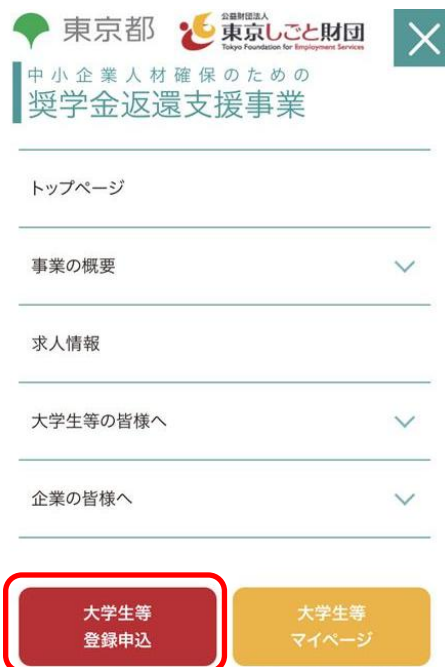 東京都
公益財団法人
東京しごと財団
Tokyo Foundation for Employment Services
中小企業人材確保のための
奨学金返還支援事業
トップページ
事業の概要
求人情報
大学生等の皆様へ
企業の皆様へ
大学生等
登録申込
大学生等
マイページ